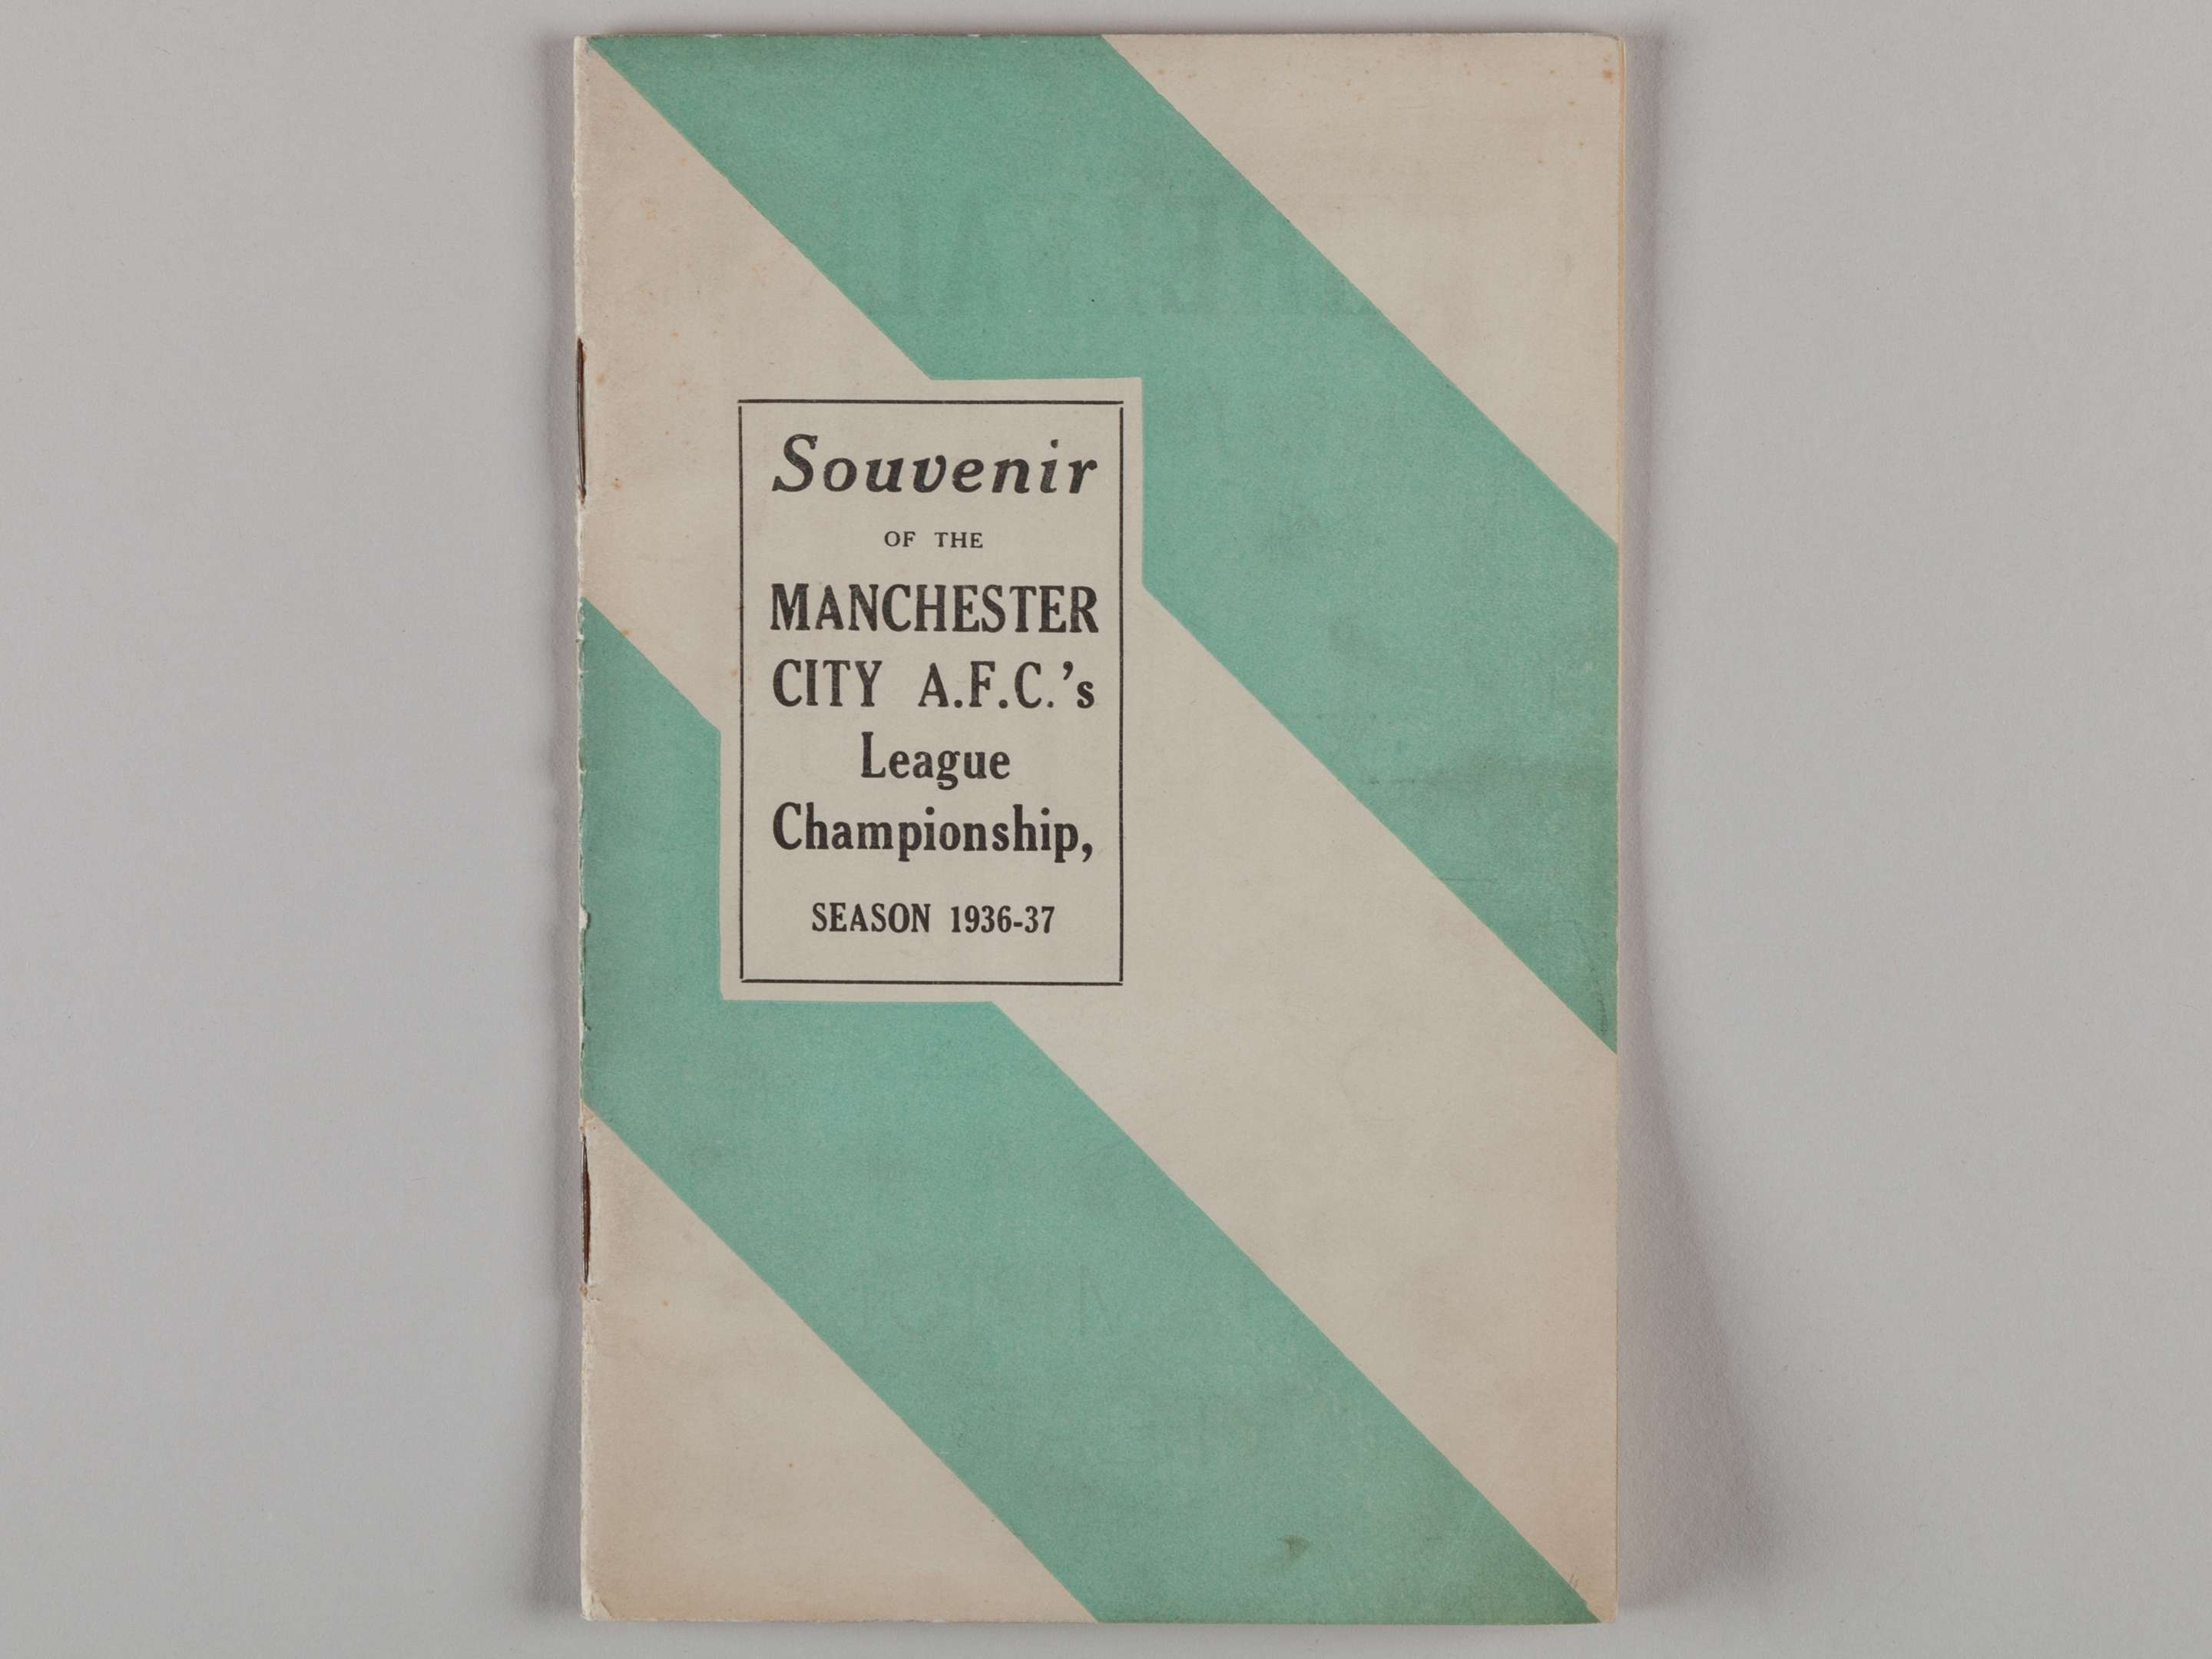 Souvenir
OF THE
MANCHESTER
CITY A.F.C.'s
League
Championship,
SEASON 1936-37